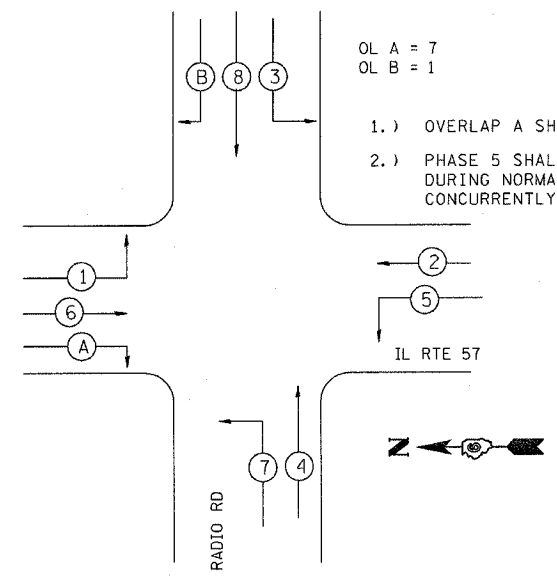 OL A = 7
OL B = 1
1.) OVERLAP A SH
2.) PHASE 5 SHAL
DURING NORMA
CONCURRENTLY
B
8
3
1
2
6
5
A
IL RTE 57
7
4
N
RADIO RD